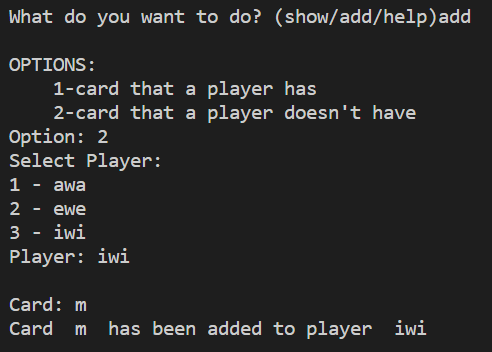 What do you want to do? (show/add/help)add
OPTIONS:
1-card that a player has
2-card that a player doesn't have
Option: 2
Select Player:
1 - awa
2 - ewe
3 - iwi
Player: iwi
Card: m
Card  m  has been added to player  iwi